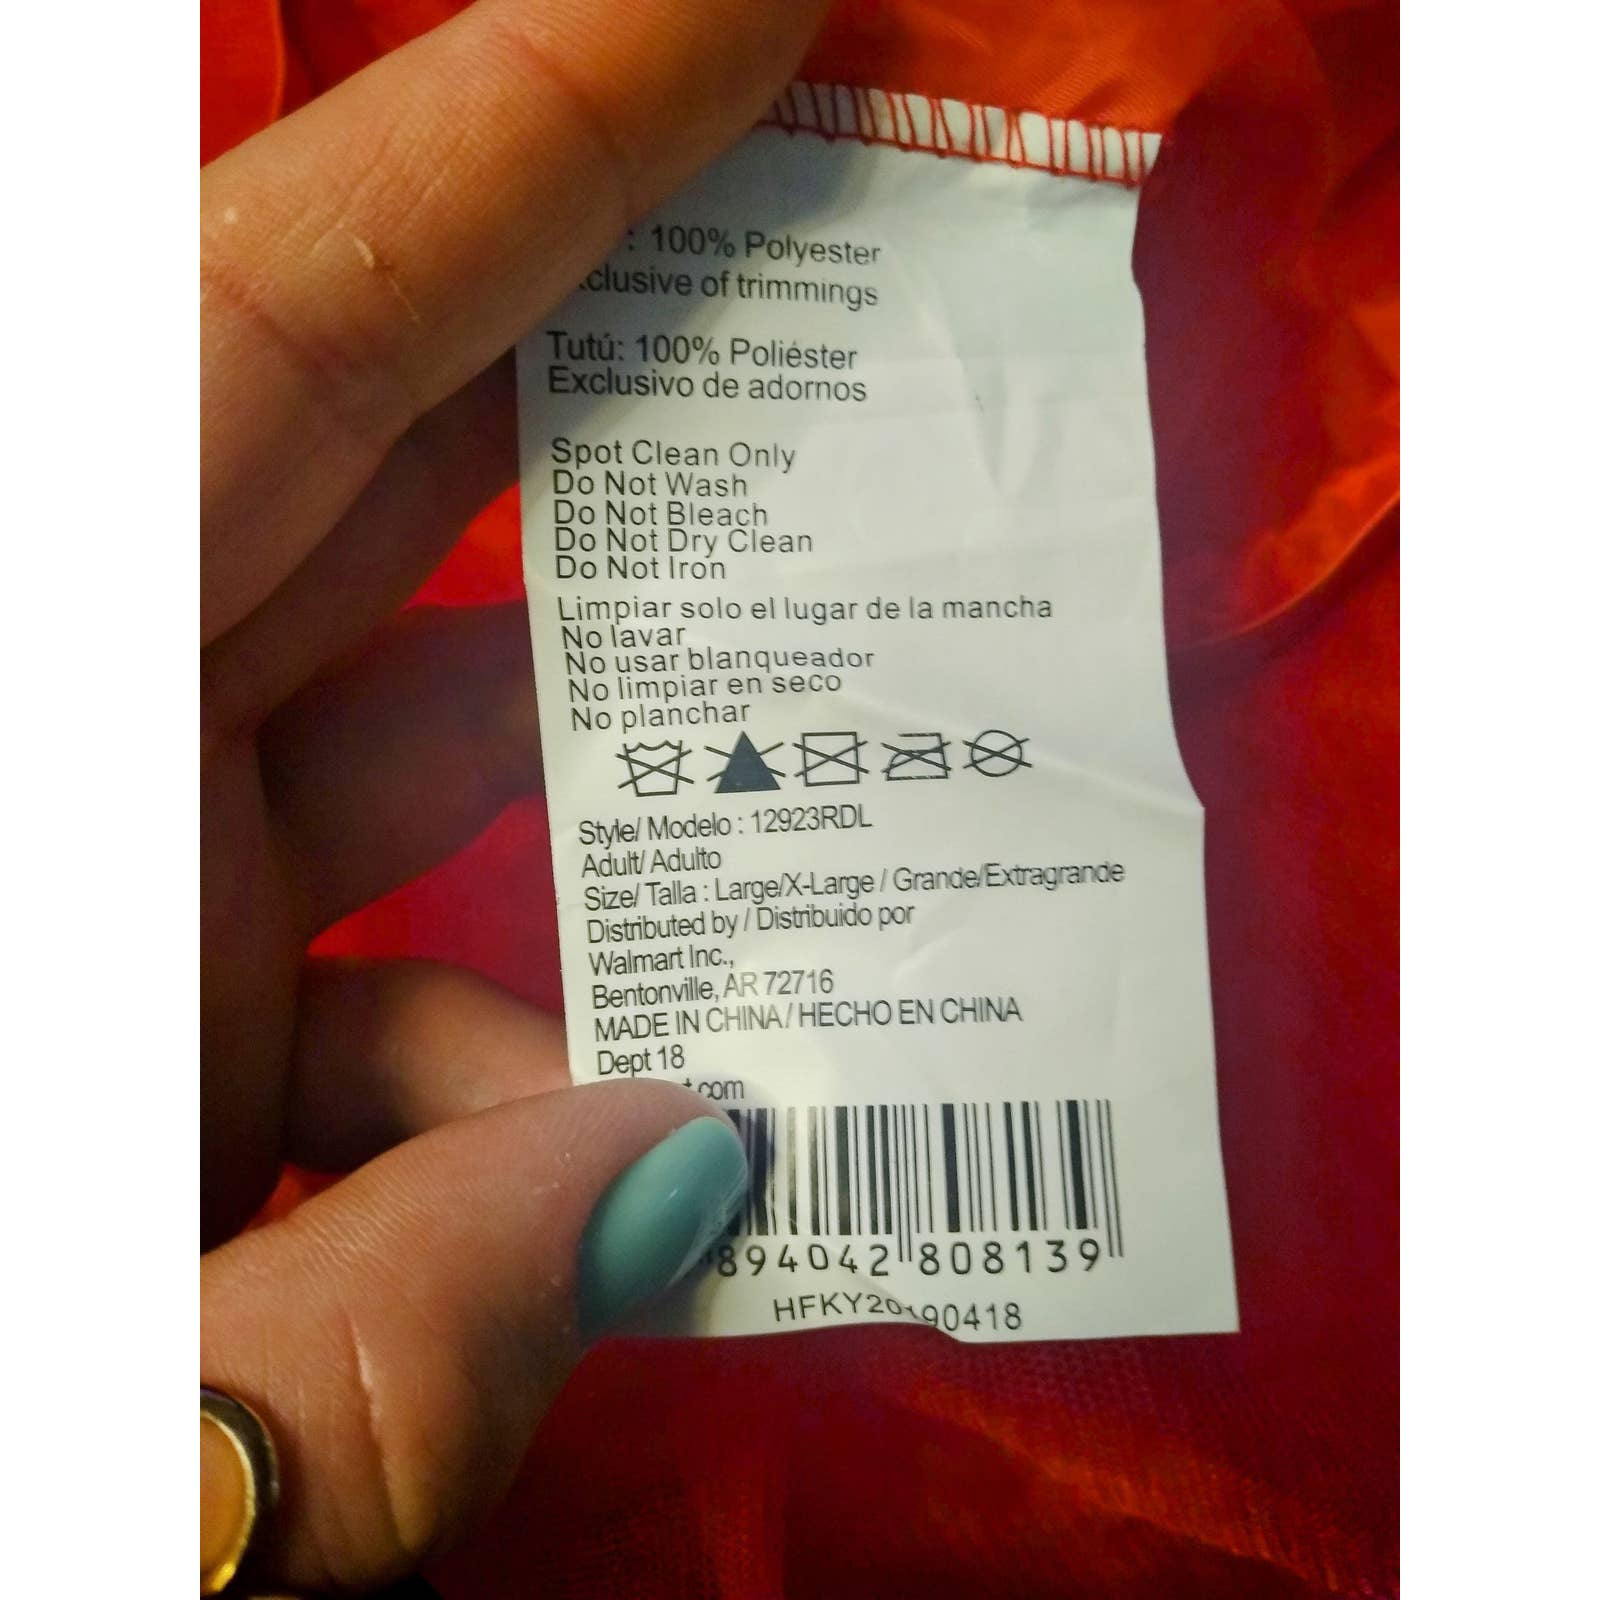 : 100% Polyester
clusive of trimmings
Tutú: 100% Poliéster
Exclusivo de adornos
Spot Clean Only
Do Not Wash
Do Not Bleach
Do Not Dry Clean
Do Not Iron
Limpiar solo el lugar de la mancha
No lavar
No usar blanqueador
No limpiar en seco
No planchar
Style/ Modelo : 12923RDL
Adult/ Adulto
Size/ Talla : Large/X-Large / Grande/Extragrande
Distributed by / Distribuido por
Walmart Inc.,
Bentonville, AR 72716
MADE IN CHINA / HECHO EN CHINA
Dept 18
t.com
894042 808139
HFKY20190418